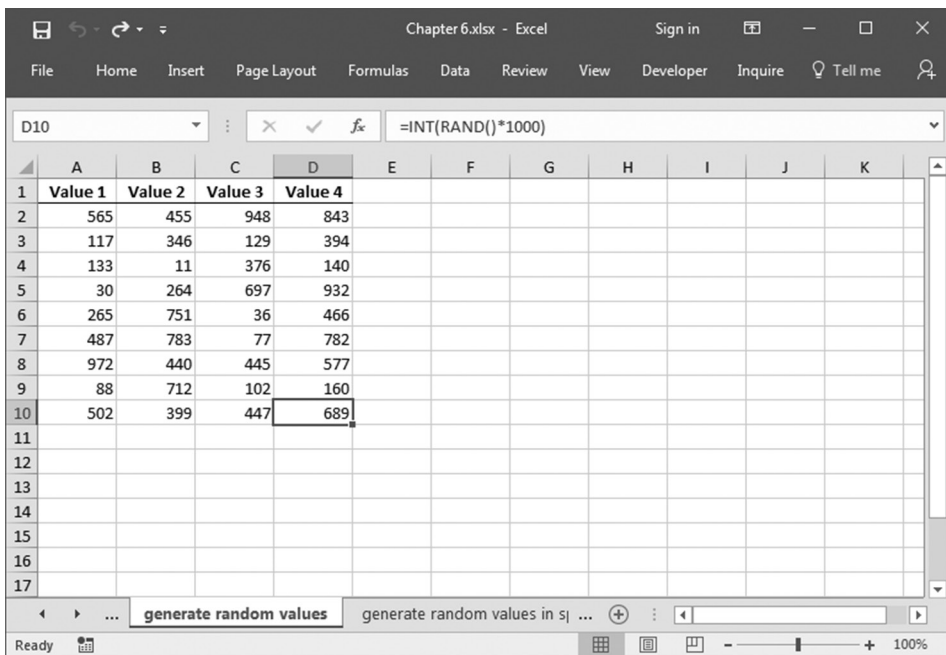 Chapter 6.xlsx - Excel Sign in
File Home Insert Page Layout Formulas Data Review View Developer Inquire Tell me
D10 fx =INT(RAND()*1000)
A B C D E F G H I J K
1 Value 1 Value 2 Value 3 Value 4
2 565 455 948 843
3 117 346 129 394
4 133 11 376 140
5 30 264 697 932
6 265 751 36 466
7 487 783 77 782
8 972 440 445 577
9 88 712 102 160
10 502 399 447 689
11
12
13
14
15
16
17
... generate random values generate random values in sp ...
Ready 100%